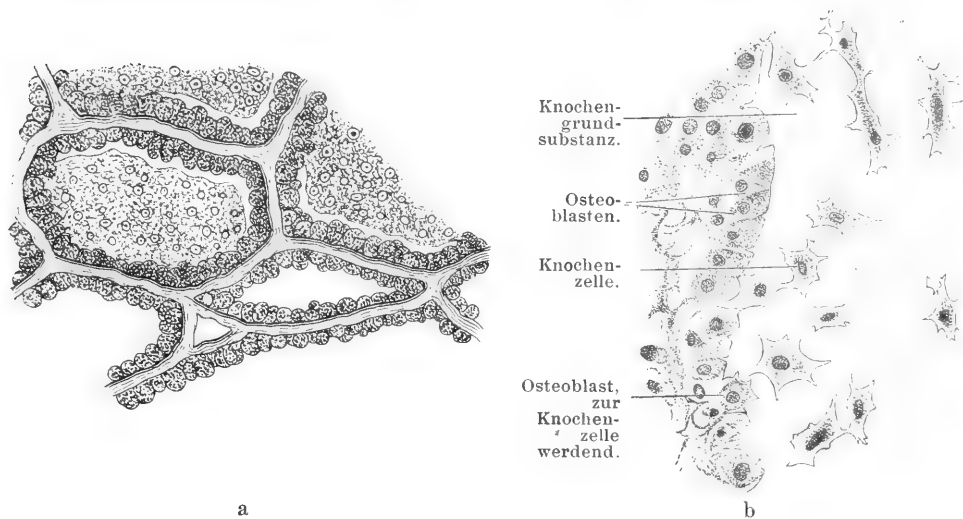 Knochen-
grund-
substanz.
Osteo-
blasten.
Knochen-
zelle.
Osteoblast,
zur
Knochen-
zelle
werdend.
a
b